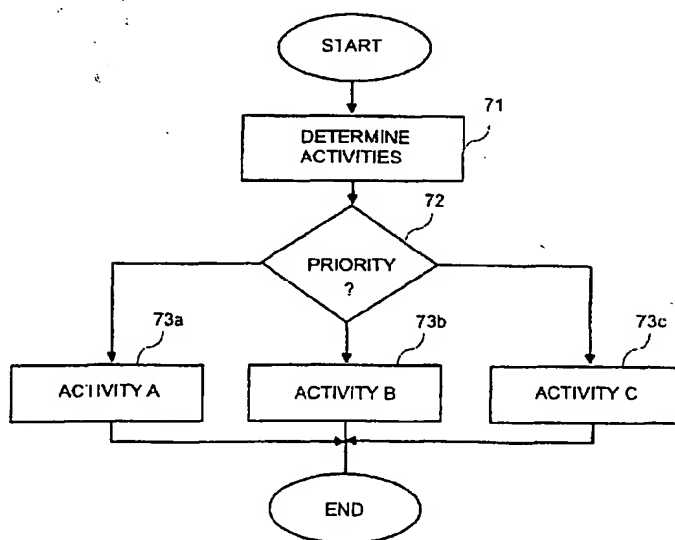 START
71
DETERMINE
ACTIVITIES
72
PRIORITY
?
73a
73b
73c
ACTIVITY A
ACTIVITY B
ACTIVITY C
END